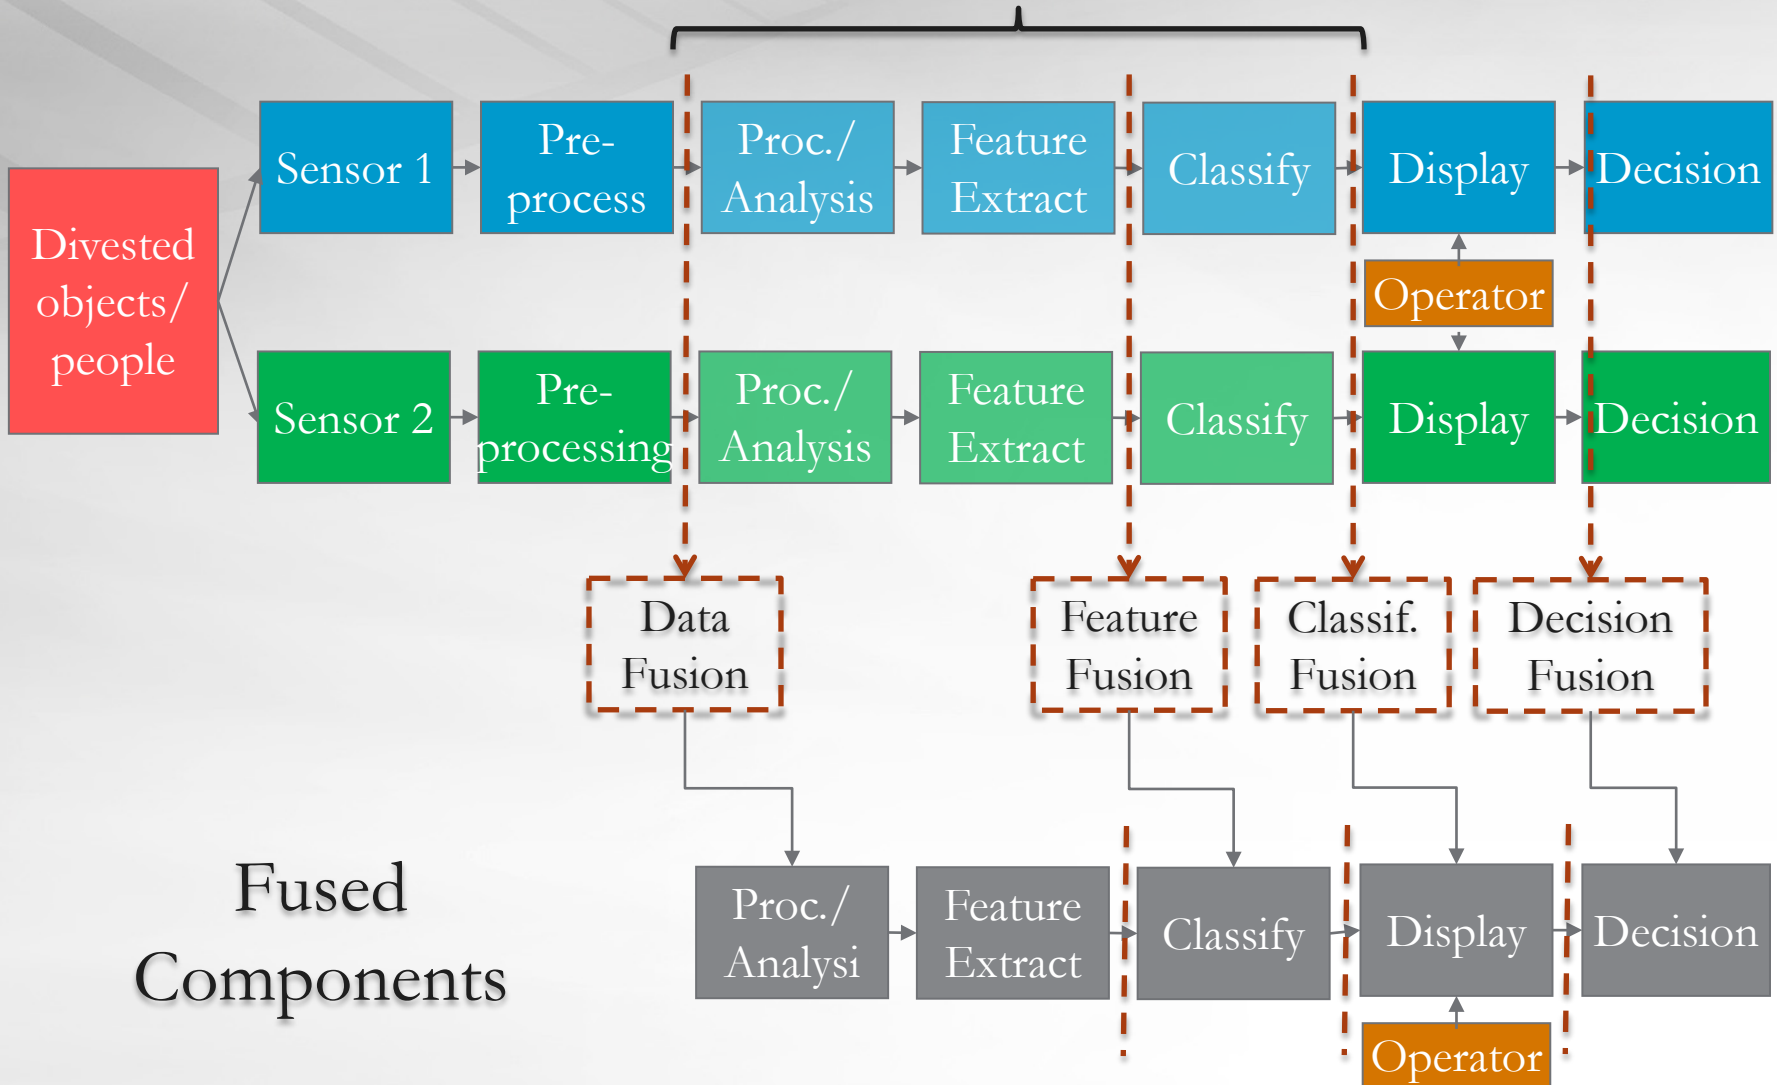 Divested
objects/
people
Sensor 1
Pre-
process
Proc./
Analysis
Feature
Extract
Classify
Display
Decision
Operator
Sensor 2
Pre-
processing
Proc./
Analysis
Feature
Extract
Classify
Display
Decision
Data
Fusion
Feature
Fusion
Classif.
Fusion
Decision
Fusion
Fused
Components
Proc./
Analysi
Feature
Extract
Classify
Display
Decision
Operator